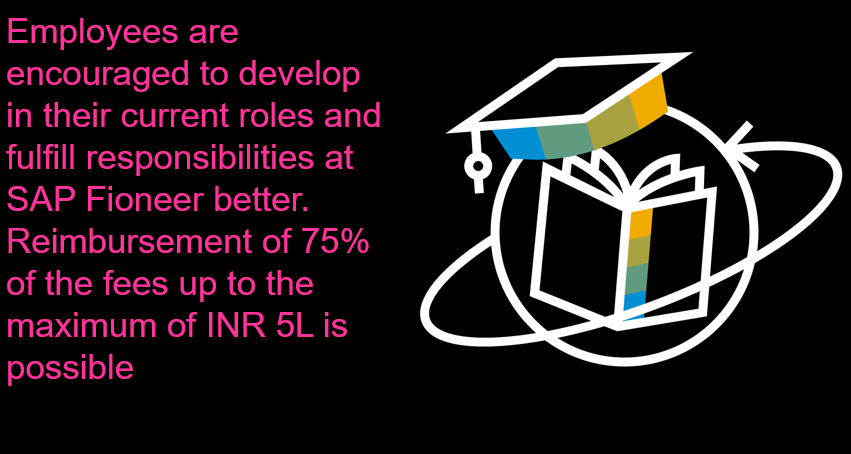 Employees are
encouraged to develop
in their current roles and
fulfill responsibilities at
SAP Fioneer better.
Reimbursement of 75%
of the fees up to the
maximum of INR 5L is
possible